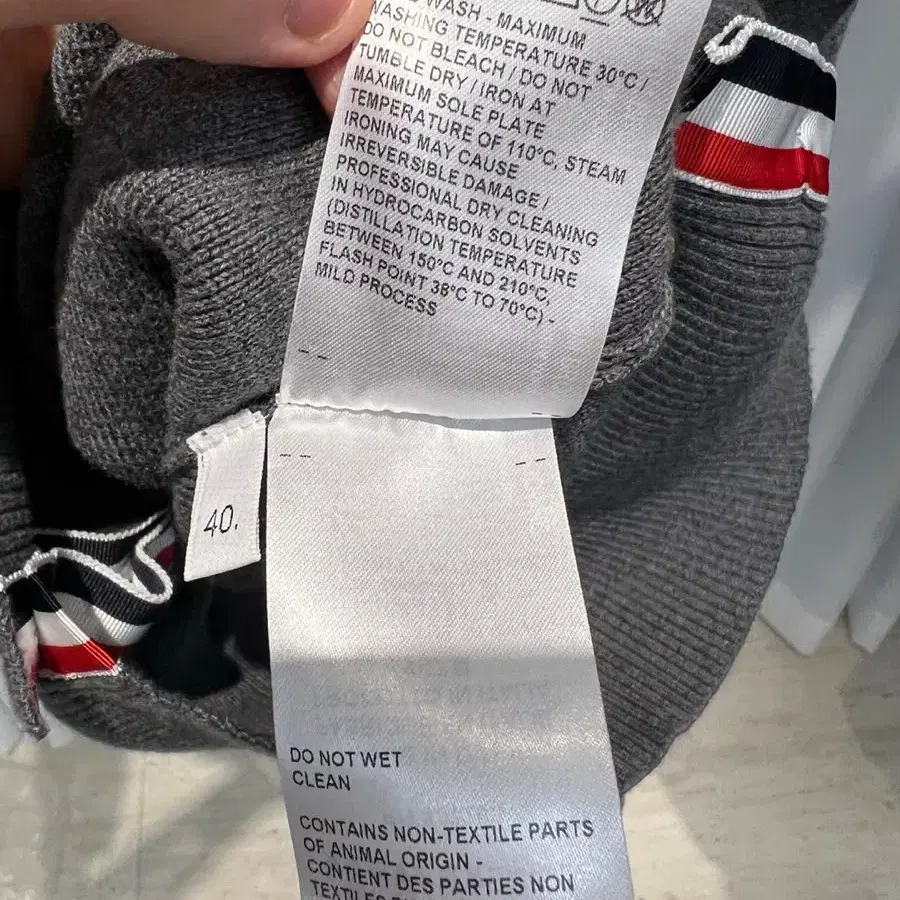 WASH - MAXIMUM
WASHING TEMPERATURE 30°C /
DO NOT BLEACH / DO NOT
TUMBLE DRY / IRON AT
MAXIMUM SOLE PLATE
TEMPERATURE OF 110°C, STEAM
IRONING MAY CAUSE
IRREVERSIBLE DAMAGE /
PROFESSIONAL DRY CLEANING
IN HYDROCARBON SOLVENTS
(DISTILLATION TEMPERATURE
BETWEEN 150°C AND 210°C,
FLASH POINT 38°C TO 70°C) -
MILD PROCESS
40.
DO NOT WET
CLEAN
CONTAINS NON-TEXTILE PARTS
OF ANIMAL ORIGIN -
CONTIENT DES PARTIES NON